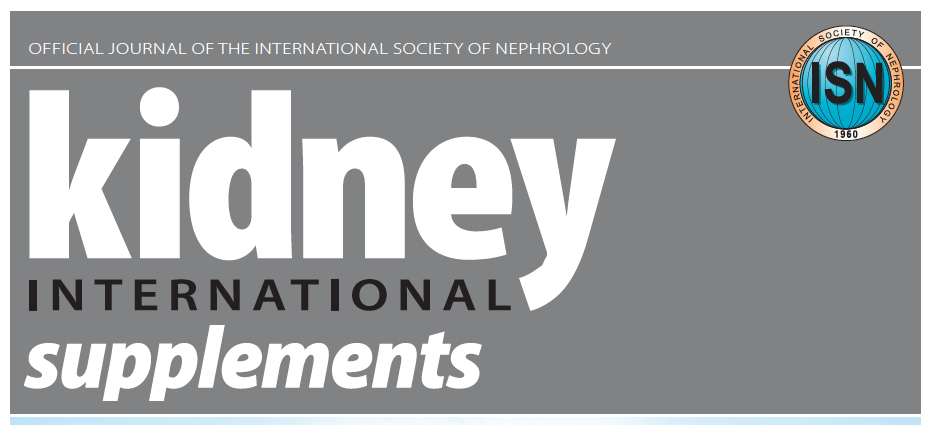 OFFICIAL JOURNAL OF THE INTERNATIONAL SOCIETY OF NEPHROLOGY
INTERNATIONAL SOCIETY OF NEPHROLOGY
ISN
1960
kidney
INTERNATIONAL
supplements